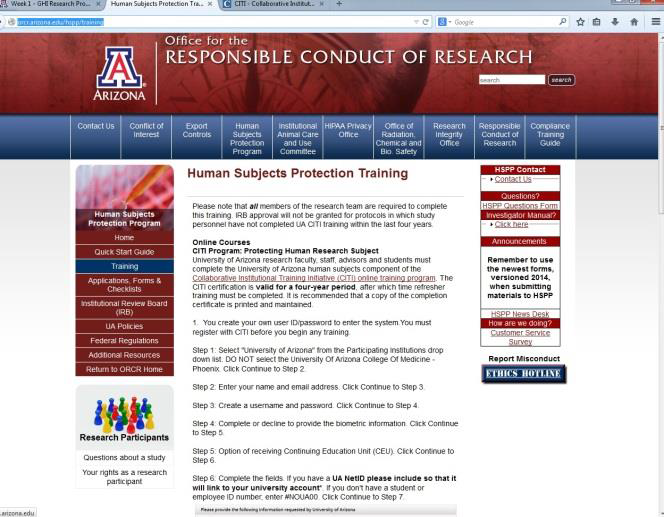 Week 1 - GHI Research Pro...
Human Subjects Protection Tra...
CITI - Collaborative Institut...
orcr.arizona.edu/hspp/training
Google
Office for the
RESPONSIBLE CONDUCT OF RESEARCH
A
ARIZONA
search
search
Contact Us
Conflict of
Interest
Export
Controls
Human
Subjects
Protection
Program
Institutional
Animal Care
and Use
Committee
HIPAA Privacy
Office
Office of
Radiation,
Chemical and
Bio. Safety
Research
Integrity
Office
Responsible
Conduct of
Research
Compliance
Training
Guide
Human Subjects
Protection Program
Home
Quick Start Guide
Training
Applications, Forms &
Checklists
Institutional Review Board
(IRB)
UA Policies
Federal Regulations
Additional Resources
Return to ORCR Home
Research Participants
Questions about a study
Your rights as a research
participant
Human Subjects Protection Training
Please note that all members of the research team are required to complete
this training. IRB approval will not be granted for protocols in which study
personnel have not completed UA CITI training within the last four years.
Online Courses
CITI Program: Protecting Human Research Subject
University of Arizona research faculty, staff, advisors and students must
complete the University of Arizona human subjects component of the
Collaborative Institutional Training Initiative (CITI) online training program. The
CITI certification is valid for a four-year period, after which time refresher
training must be completed. It is recommended that a copy of the completion
certificate is printed and maintained.
1. You create your own user ID/password to enter the system.You must
register with CITI before you begin any training.
Step 1: Select "University of Arizona" from the Participating Institutions drop
down list. DO NOT select the University Of Arizona College Of Medicine -
Phoenix. Click Continue to Step 2.
Step 2: Enter your name and email address. Click Continue to Step 3.
Step 3: Create a username and password. Click Continue to Step 4.
Step 4: Complete or decline to provide the biometric information. Click Continue
to Step 5.
Step 5: Option of receiving Continuing Education Unit (CEU). Click Continue to
Step 6.
Step 6: Complete the fields. If you have a UA NetID please include so that it
will link to your university account*. If you don't have a student or
employee ID number, enter #NOUA00. Click Continue to Step 7.
Please provide the following information requested by University of Arizona
HSPP Contact
Contact Us
Questions?
HSPP Questions Form
Investigator Manual?
Click here
Announcements
Remember to use
the newest forms,
versioned 2014,
when submitting
materials to HSPP
HSPP News Desk
How are we doing?
Customer Service
Survey
Report Misconduct
ETHICS HOTLINE
.arizona.edu